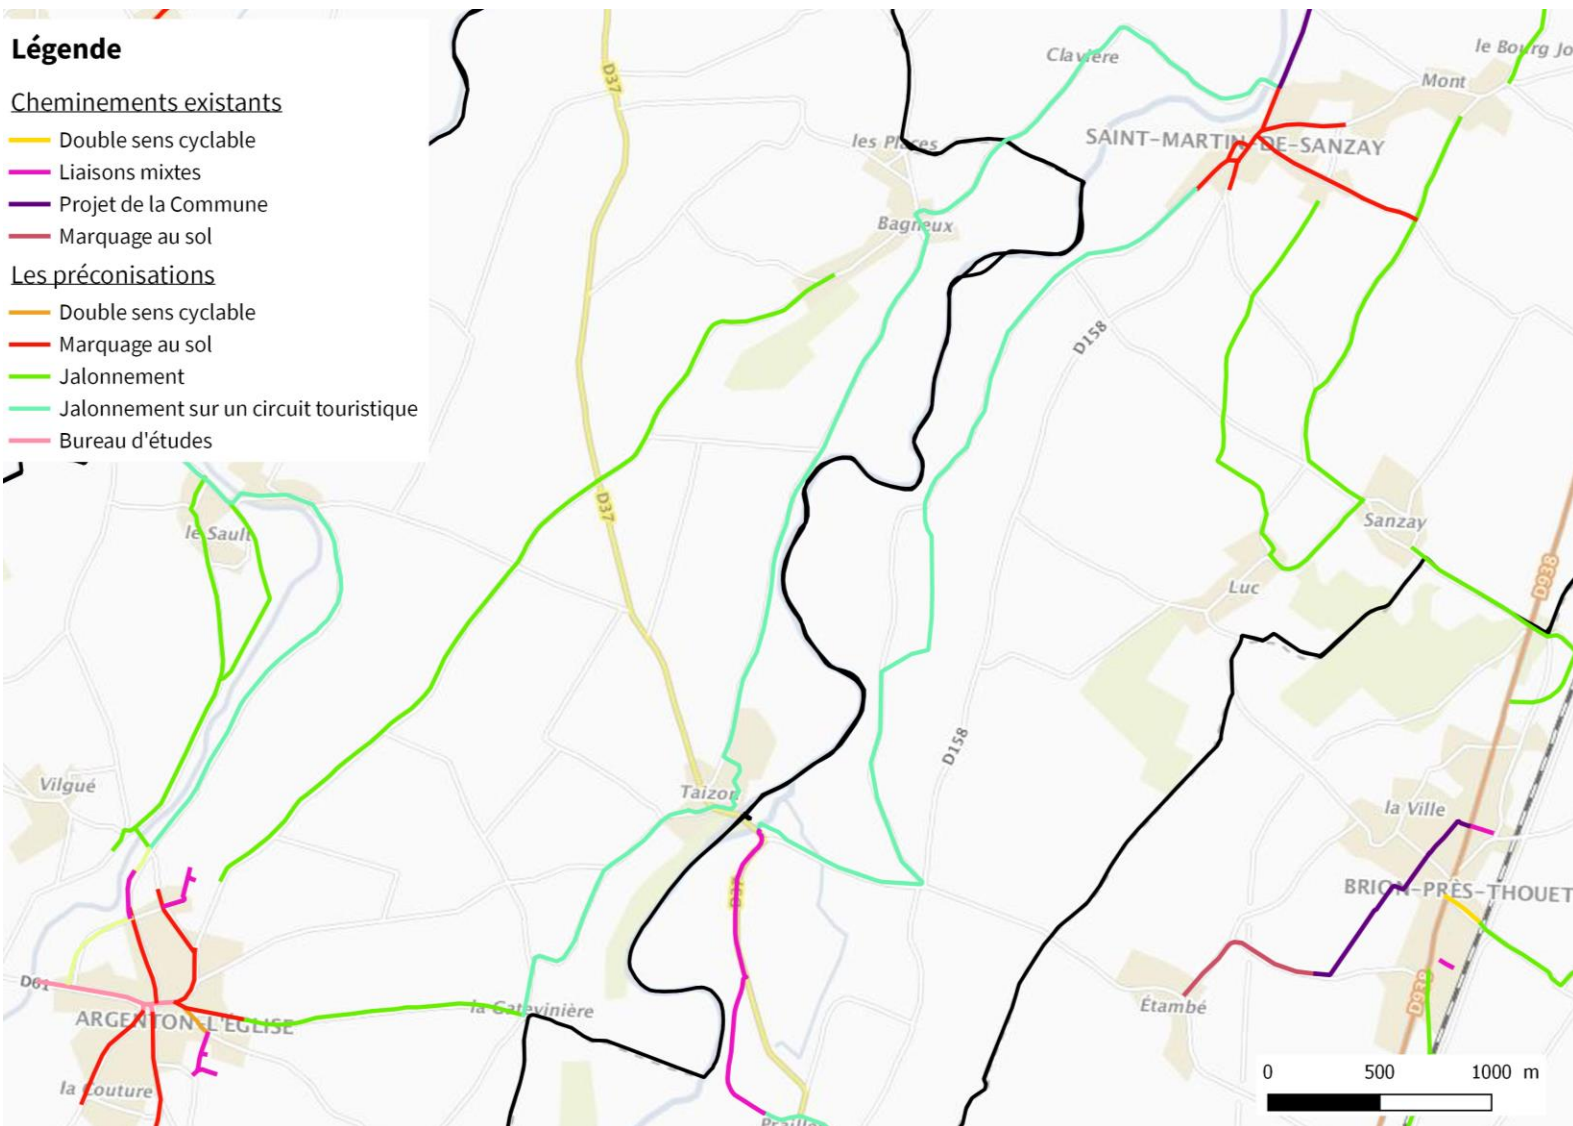 Légende
Cheminements existants
Double sens cyclable
Liaisons mixtes
Projet de la Commune
Marquage au sol
Les préconisations
Double sens cyclable
Marquage au sol
Jalonnement
Jalonnement sur un circuit touristique
Bureau d'études
D37
Clavière
le Bourg Jo
Mont
SAINT-MARTIN-DE-SANZAY
les Places
Bagneux
D158
D37
le Sault
Sanzay
Luc
D938
D158
Vilgué
Taizon
la Ville
D37
BRION-PRÈS-THOUET
D61
la Gatevinière
ARGENTON-L'ÉGLISE
Étambé
D938
la Couture
0 500 1000 m